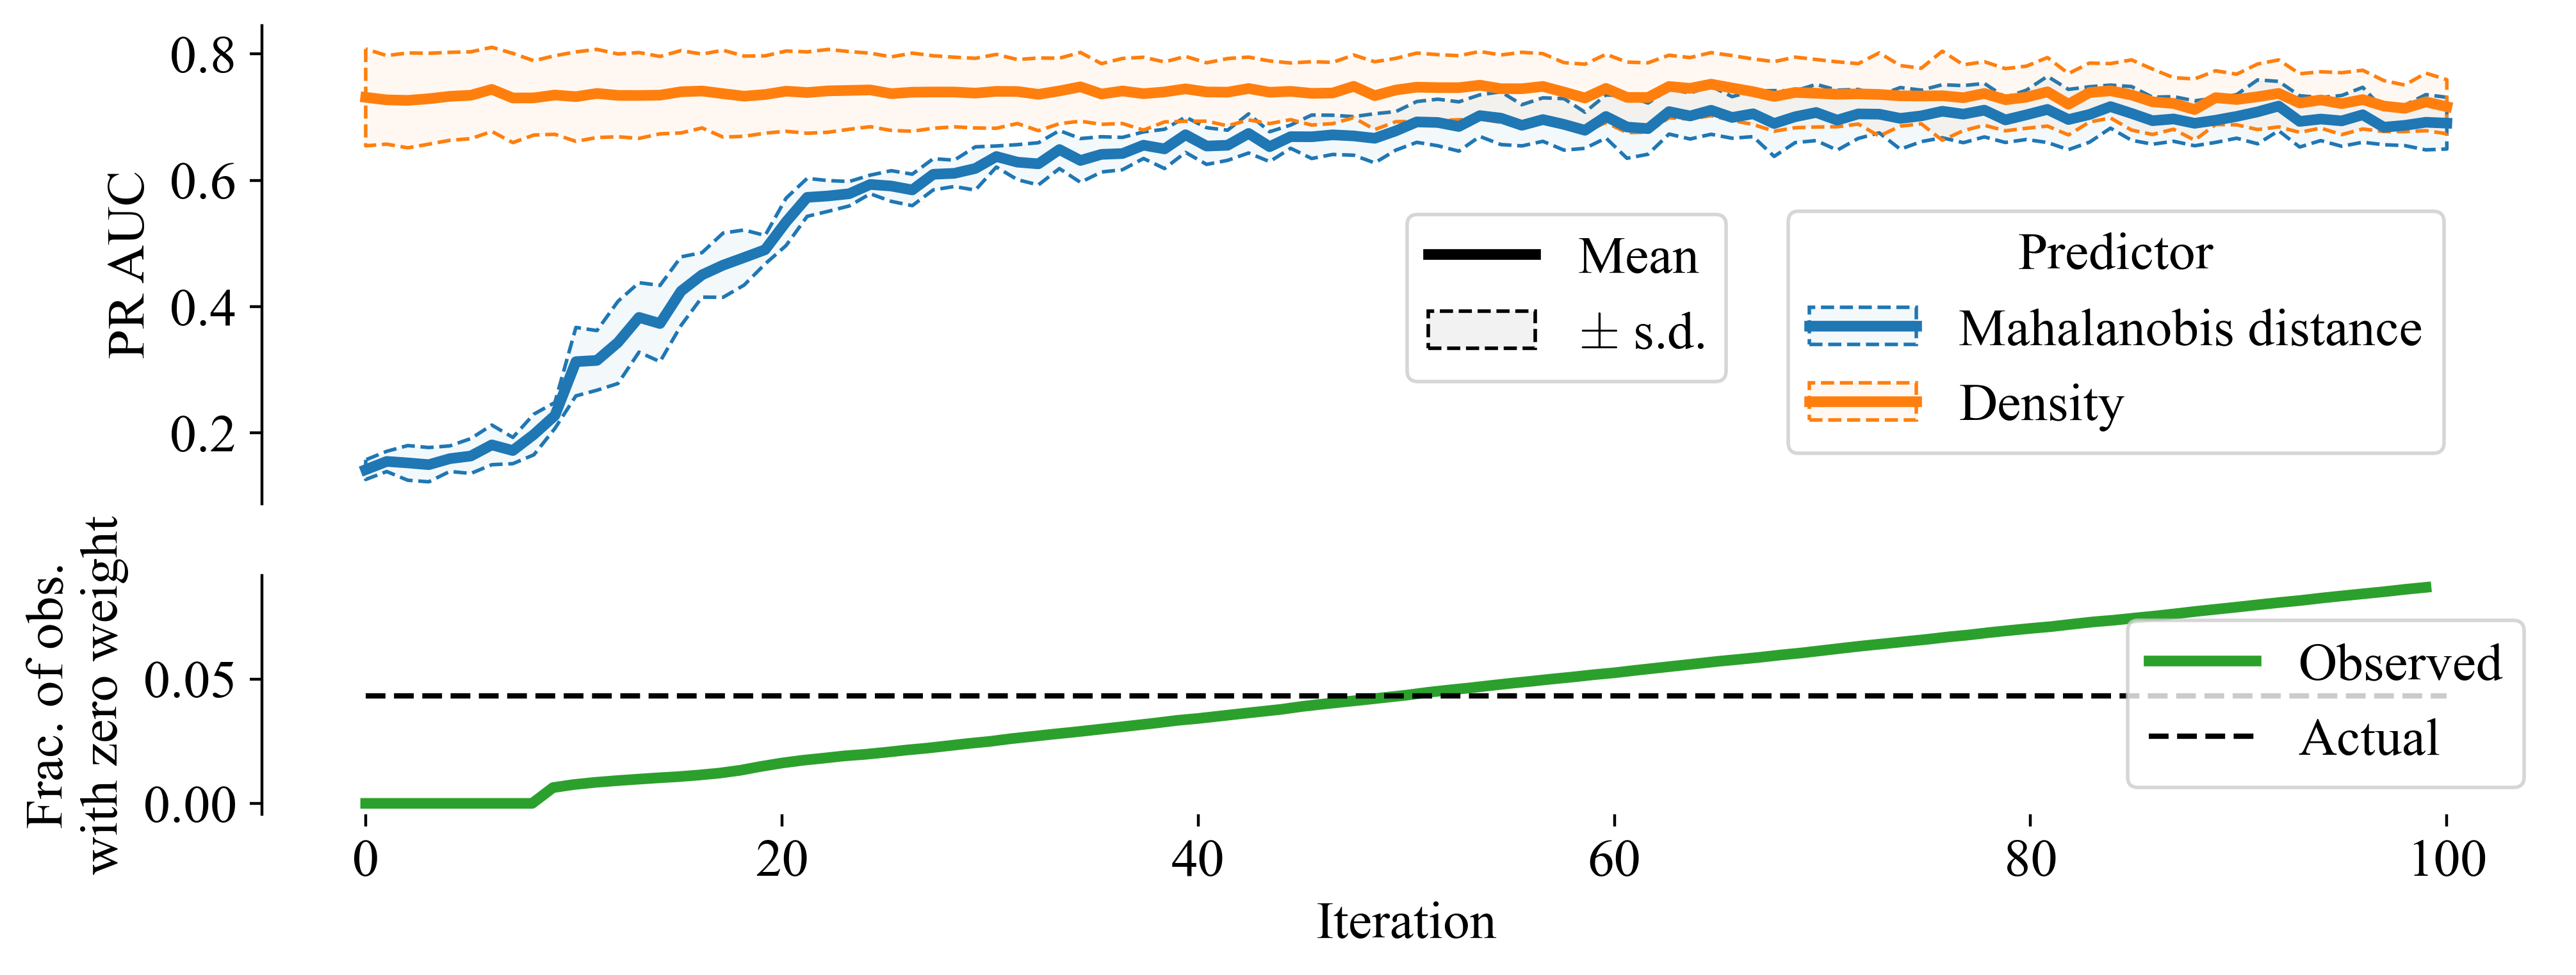 PR AUC
0.8
0.6
0.4
0.2
Mean
± s.d.
Predictor
Mahalanobis distance
Density
Frac. of obs.
with zero weight
0.05
0.00
Observed
Actual
0
20
40
60
80
100
Iteration